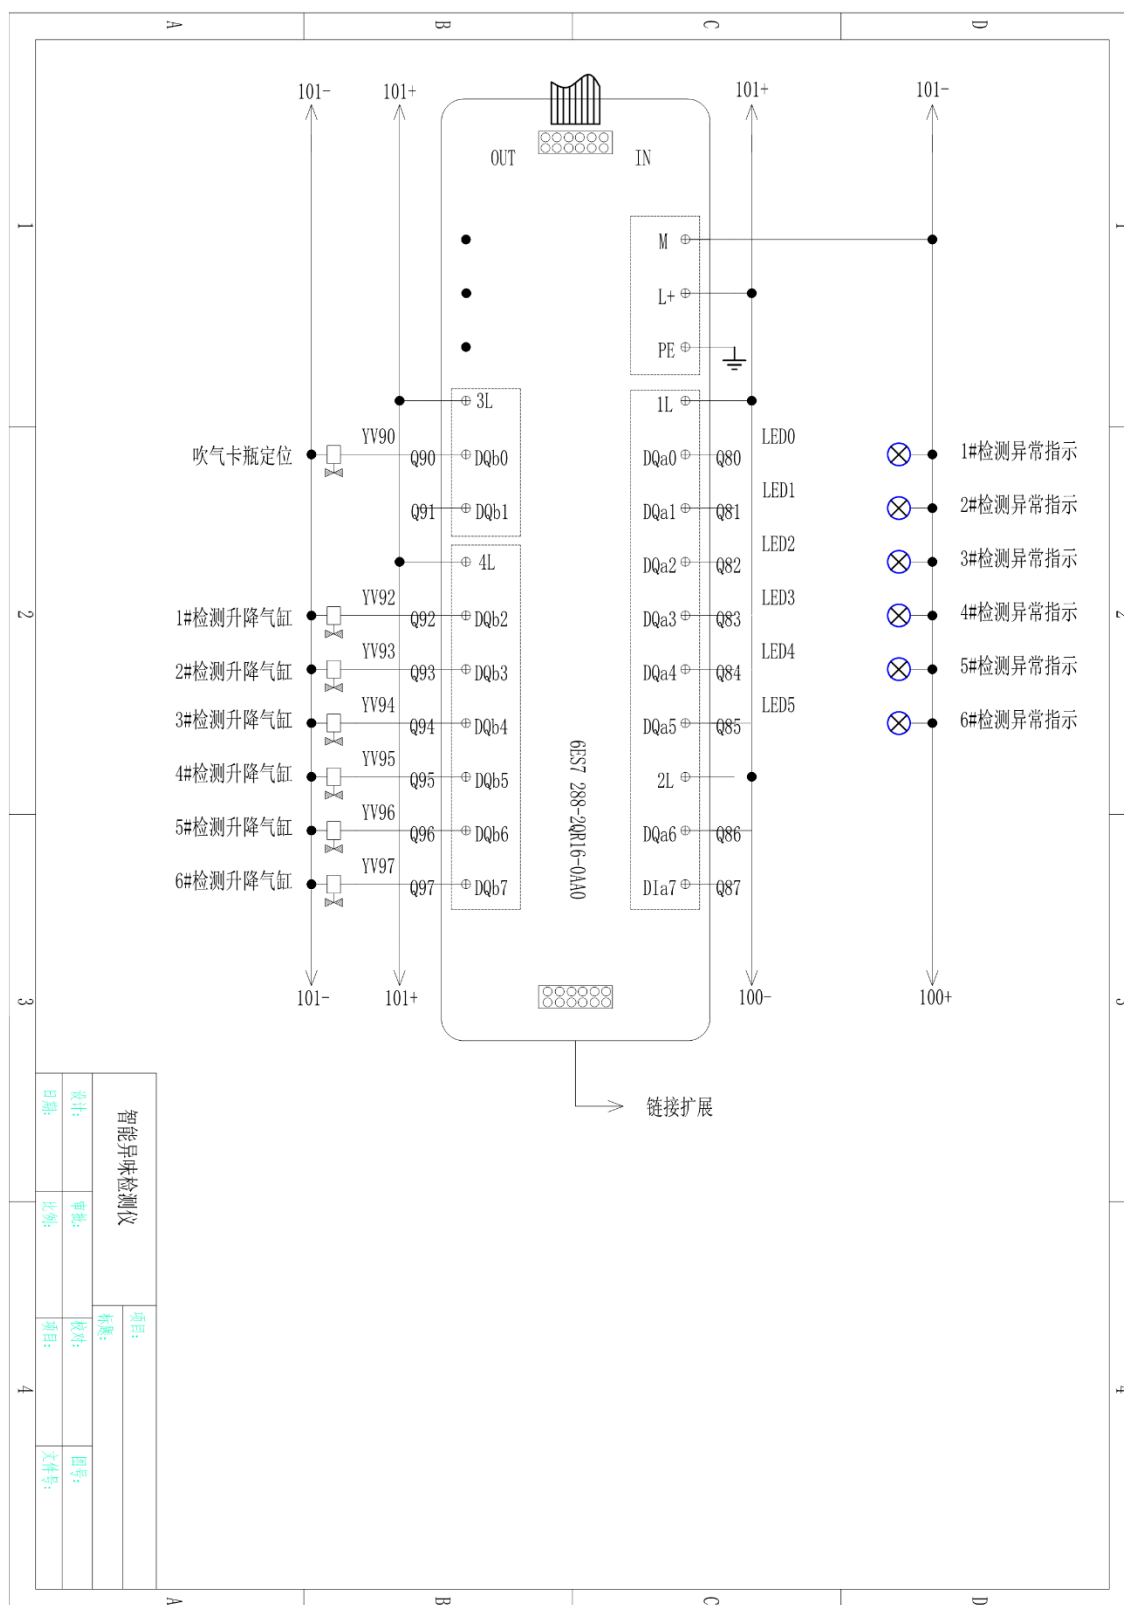 A B C D
101- 101+ 101+ 101-
OUT IN
1 1
M
L+
PE
3L 1L
吹气卡瓶定位 YV90 Q90 DQb0 DQa0 Q80 LED0 1#检测异常指示
Q91 DQb1 DQa1 Q81 LED1 2#检测异常指示
4L DQa2 Q82 LED2 3#检测异常指示
2 2
1#检测升降气缸 YV92 Q92 DQb2 DQa3 Q83 LED3 4#检测异常指示
2#检测升降气缸 YV93 Q93 DQb3 DQa4 Q84 LED4 5#检测异常指示
3#检测升降气缸 YV94 Q94 DQb4 DQa5 Q85 LED5 6#检测异常指示
4#检测升降气缸 YV95 Q95 DQb5 2L
5#检测升降气缸 YV96 Q96 DQb6 DQa6 Q86
6#检测升降气缸 YV97 Q97 DQb7 DIa7 Q87
6ES7 288-2QR16-0AA0
101- 101+ 100- 100+
3 3
链接扩展
智能异味检测仪
项目:
标题:
设计: 审批: 校对: 图号:
日期: 比例: 项目: 文件号:
4 4
A B C D